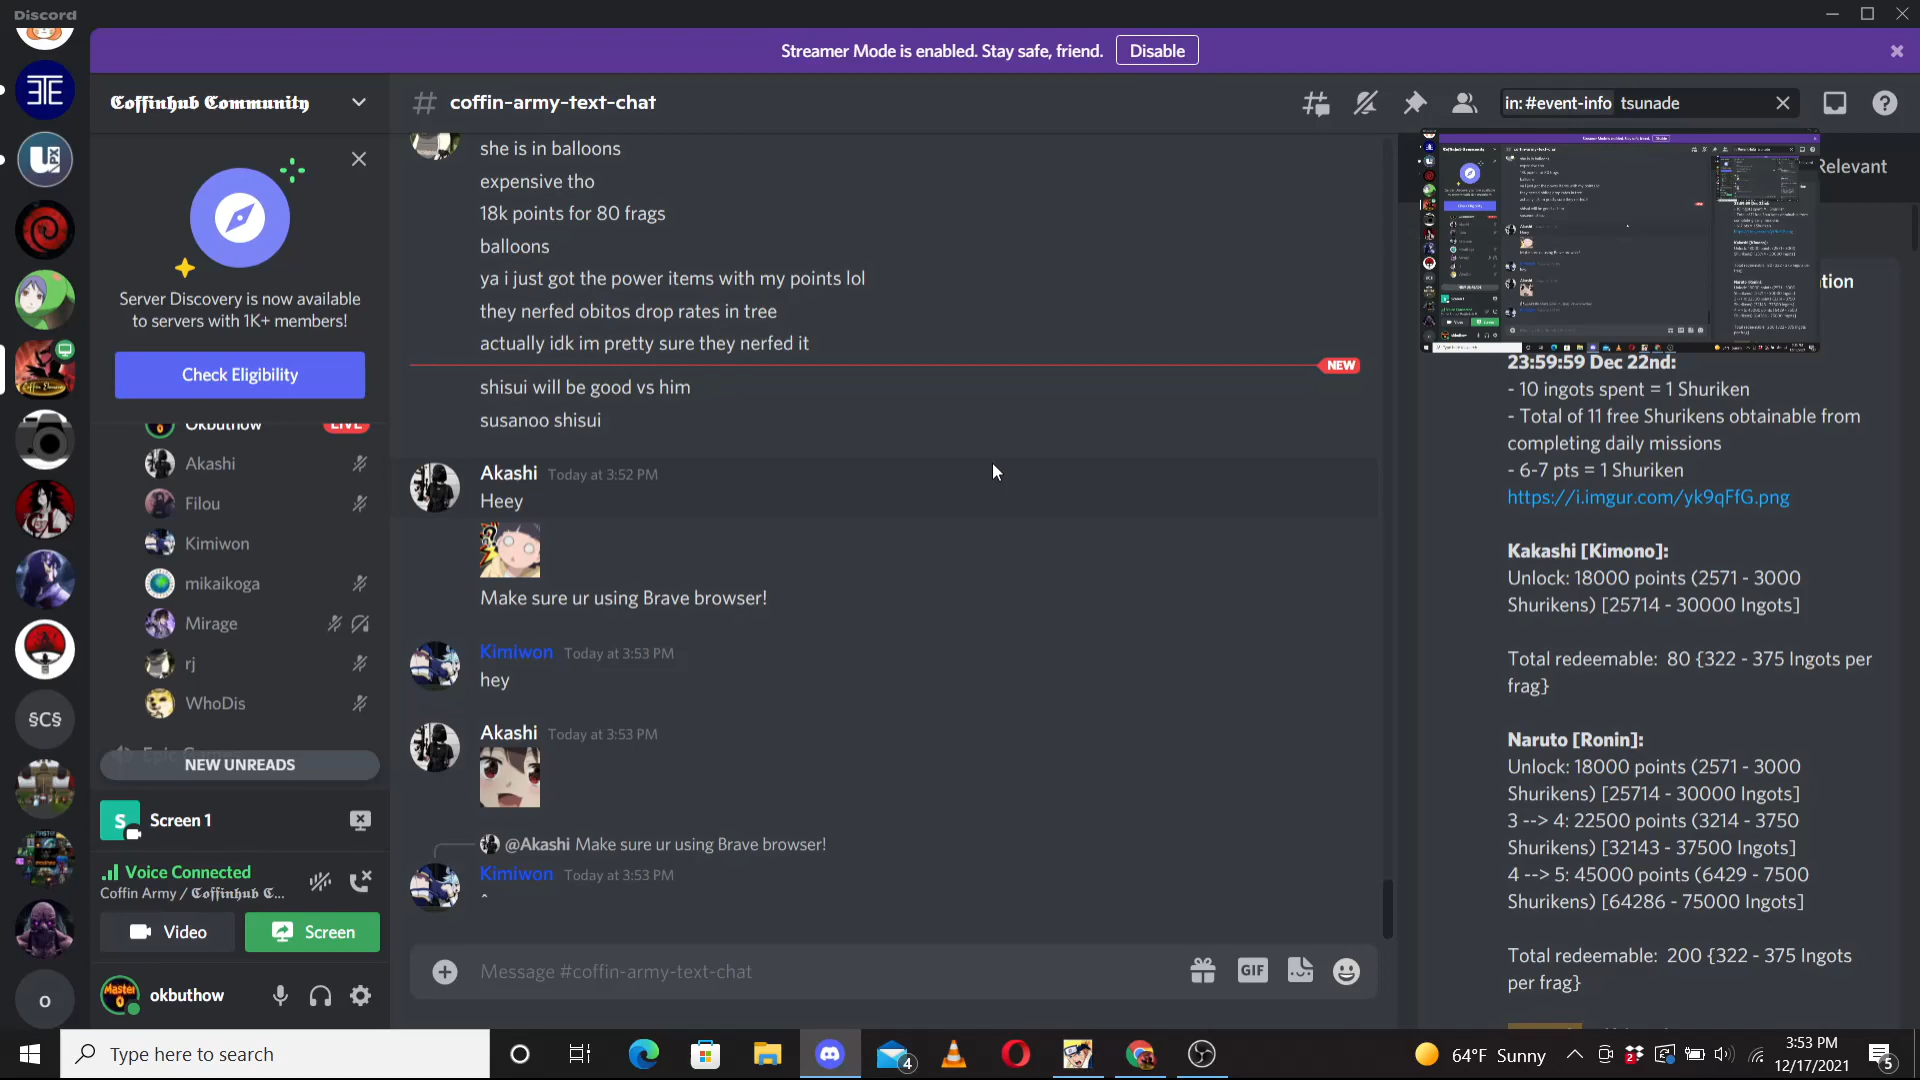 Discord
Streamer Mode is enabled. Stay safe, friend.
Disable
Coffinhub Community
Server Discovery is now available
to servers with 1K+ members!
Check Eligibility
Okbuthow
LIVE
Akashi
Filou
Kimiwon
mikaikoga
Mirage
rj
WhoDis
NEW UNREADS
Screen 1
Voice Connected
Coffin Army / Coffinhub C...
Video
Screen
okbuthow
§C§
o
coffin-army-text-chat
she is in balloons
expensive tho
18k points for 80 frags
balloons
ya i just got the power items with my points lol
they nerfed obitos drop rates in tree
actually idk im pretty sure they nerfed it
NEW
shisui will be good vs him
susanoo shisui
Akashi Today at 3:52 PM
Heey
Make sure ur using Brave browser!
Kimiwon Today at 3:53 PM
hey
Akashi Today at 3:53 PM
@Akashi Make sure ur using Brave browser!
Kimiwon Today at 3:53 PM
^
Message #coffin-army-text-chat
GIF
in: #event-info tsunade
Relevant
23:59:59 Dec 22nd:
- 10 ingots spent = 1 Shuriken
- Total of 11 free Shurikens obtainable from
completing daily missions
- 6-7 pts = 1 Shuriken
https://i.imgur.com/yk9qFfG.png
Kakashi [Kimono]:
Unlock: 18000 points (2571 - 3000
Shurikens) [25714 - 30000 Ingots]
Total redeemable: 80 {322 - 375 Ingots per
frag}
Naruto [Ronin]:
Unlock: 18000 points (2571 - 3000
Shurikens) [25714 - 30000 Ingots]
3 --> 4: 22500 points (3214 - 3750
Shurikens) [32143 - 37500 Ingots]
4 --> 5: 45000 points (6429 - 7500
Shurikens) [64286 - 75000 Ingots]
Total redeemable: 200 {322 - 375 Ingots
per frag}
Type here to search
4
64°F Sunny
3:53 PM
12/17/2021
5